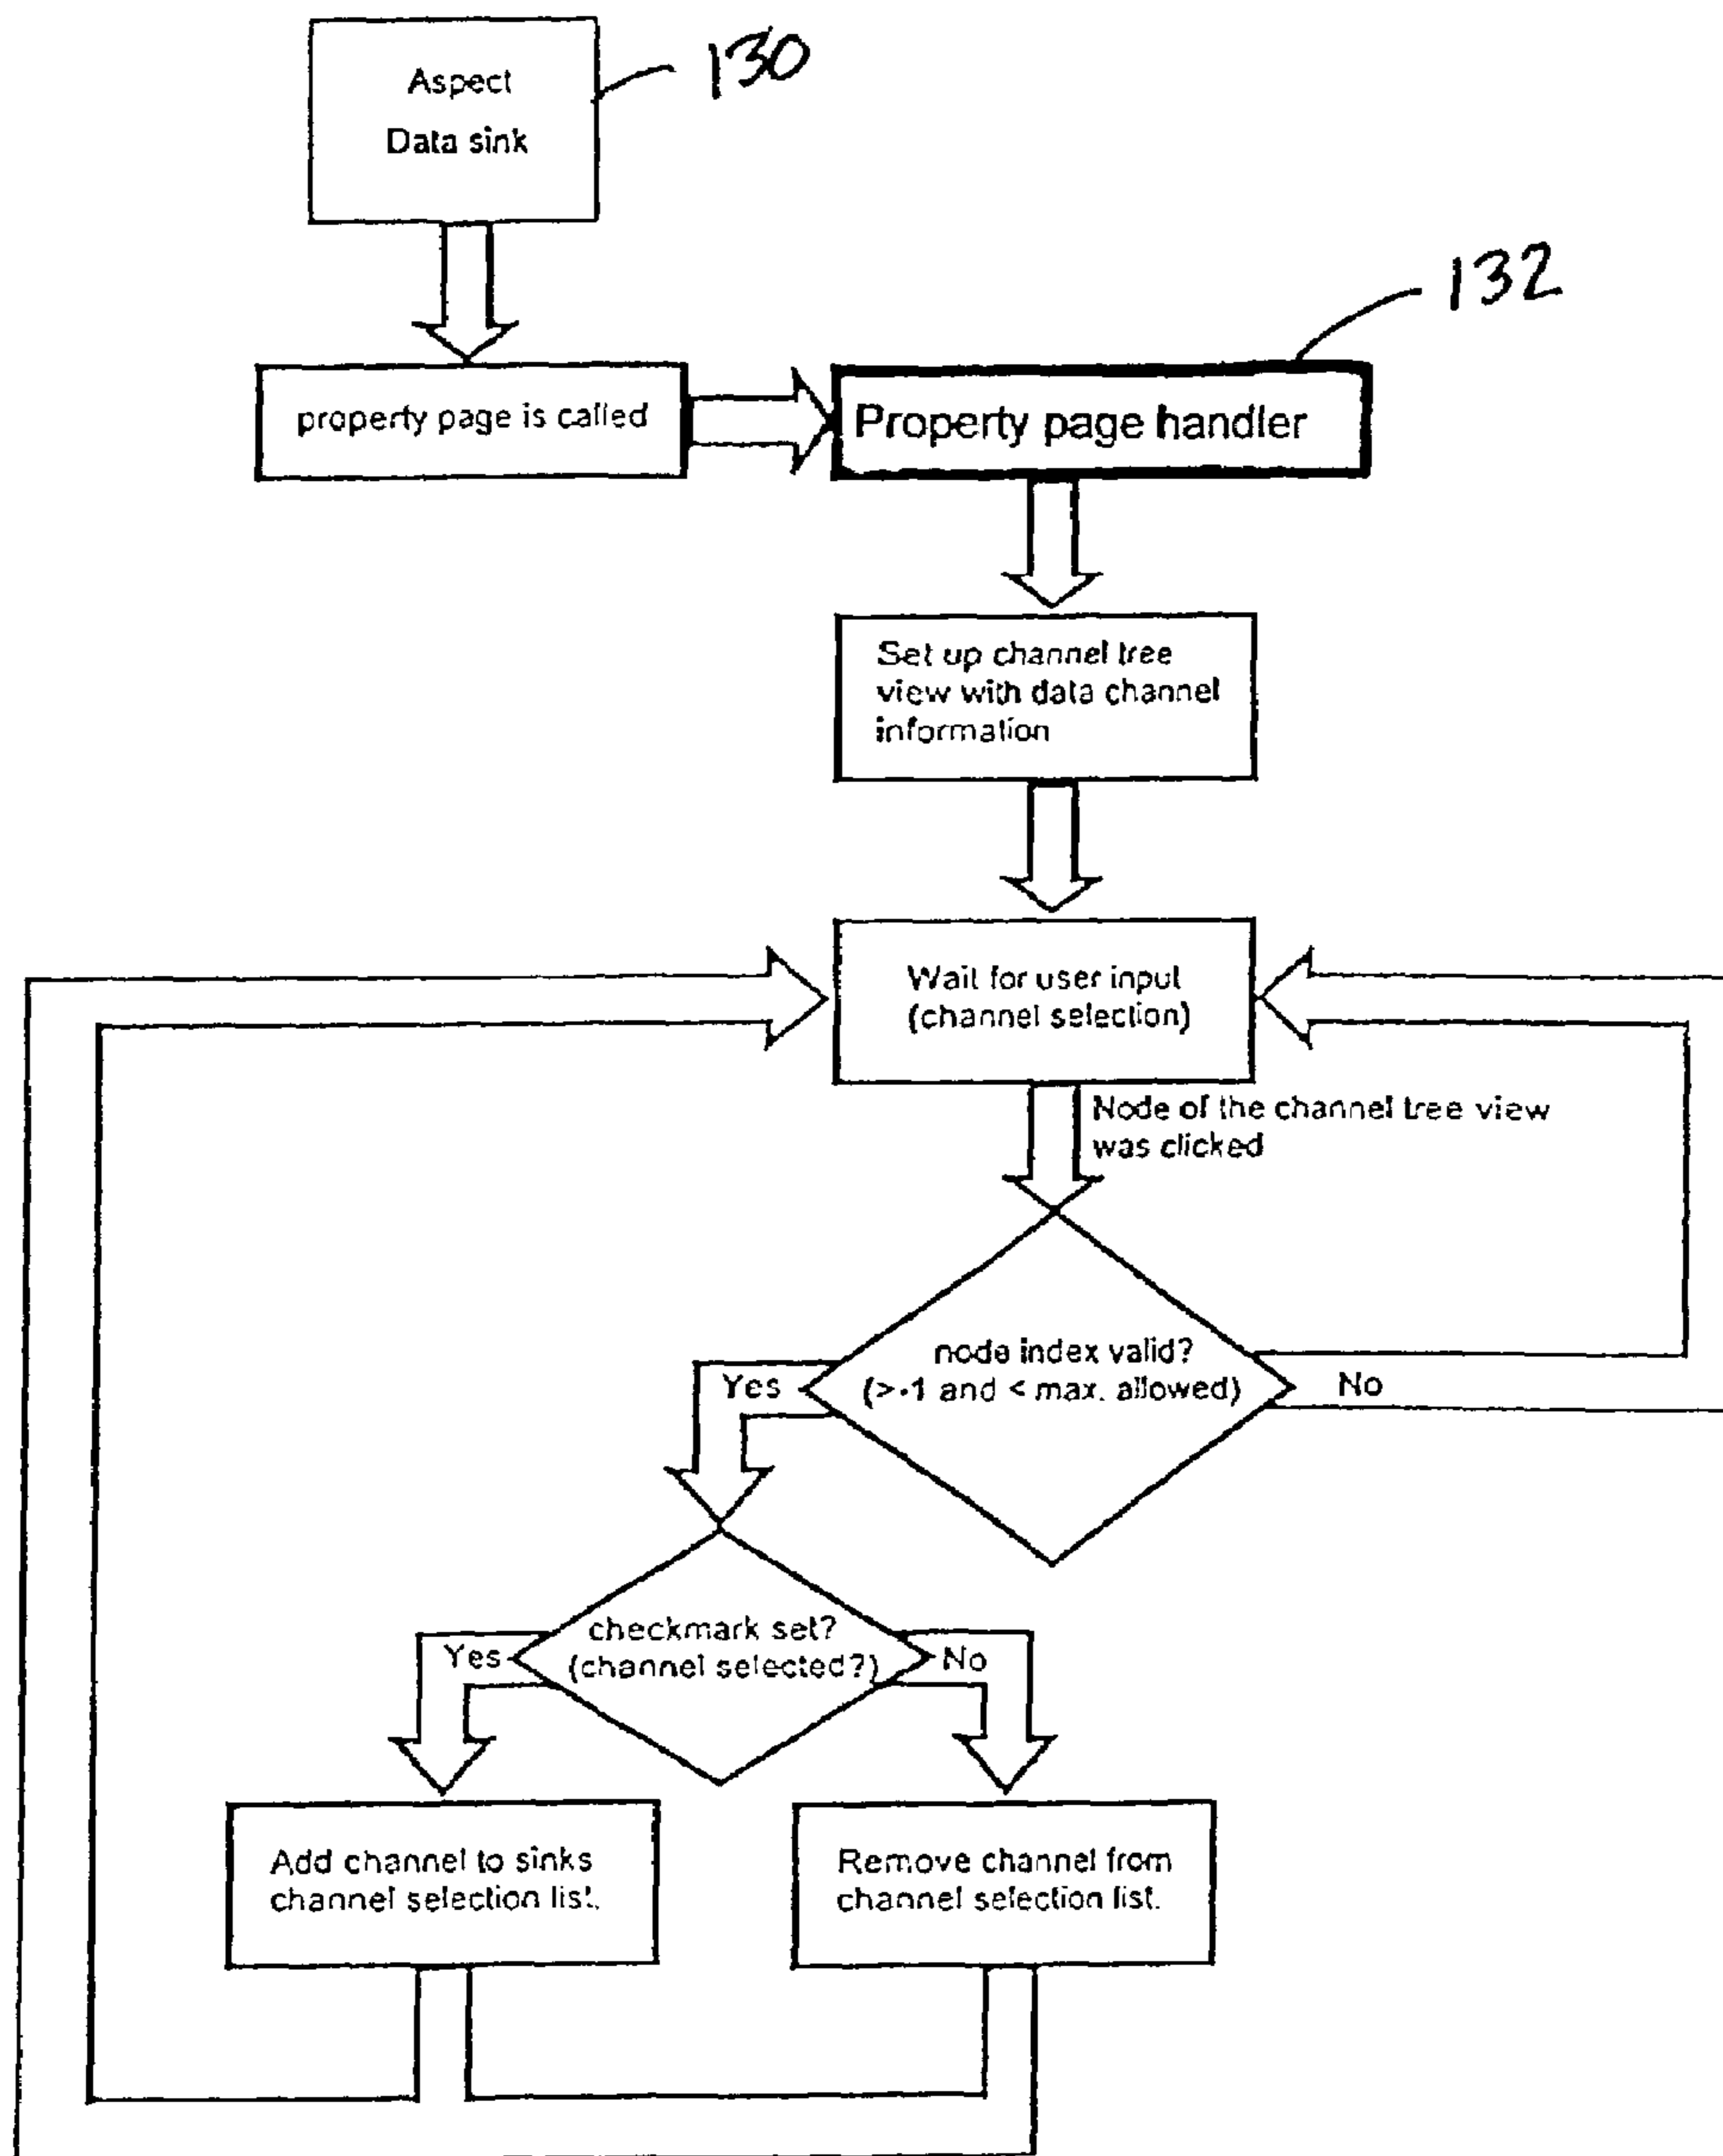 Aspect
Data sink
130
132
property page is called
Property page handler
Set up channel tree
view with data channel
information
Wait for user input
(channel selection)
Node of the channel tree view
was clicked
node index valid?
(>-1 and < max. allowed)
Yes
No
checkmark set?
(channel selected?)
Yes
No
Add channel to sinks
channel selection list.
Remove channel from
channel selection list.